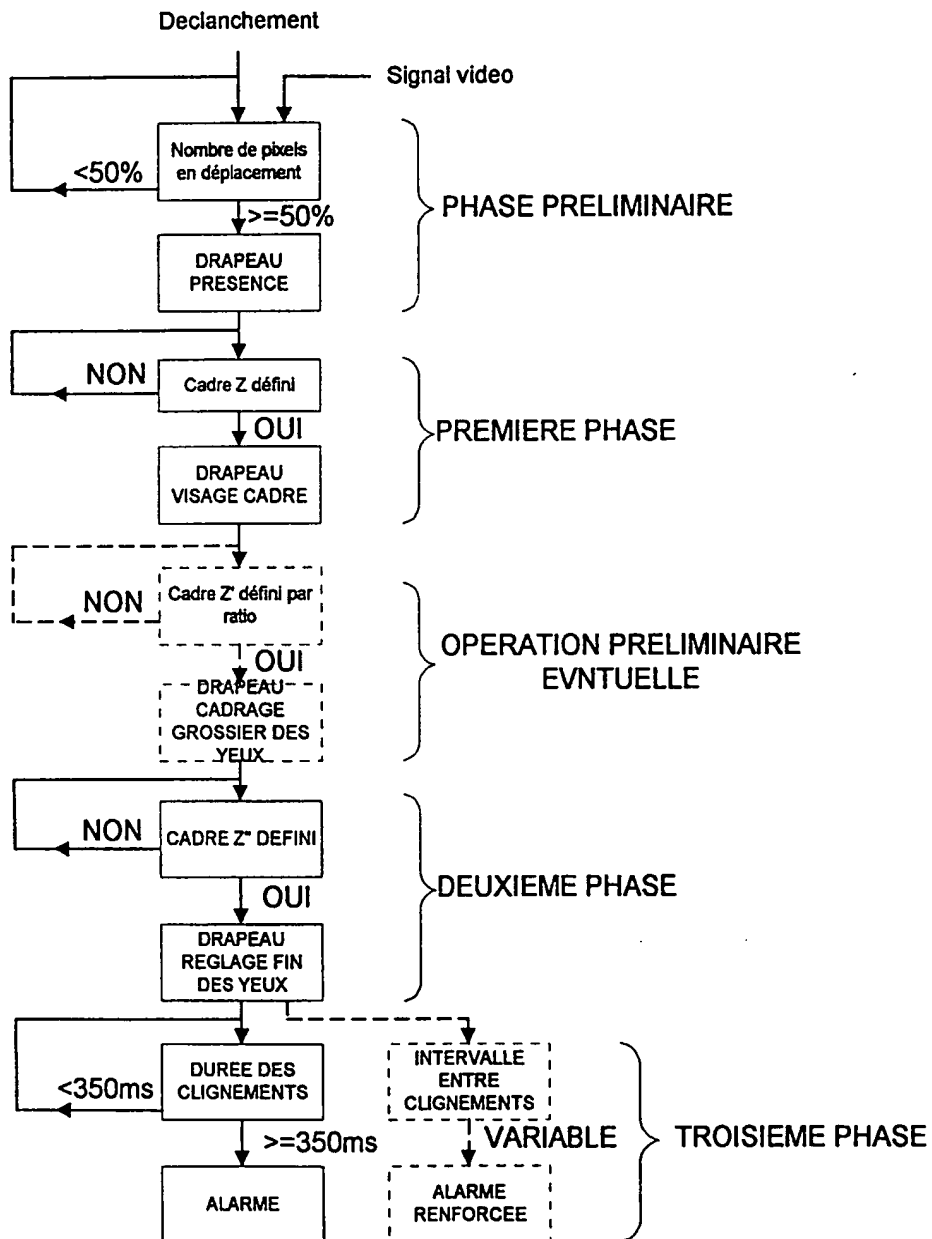 Declanchement
Signal video
Nombre de pixels
en déplacement
<50%
>=50%
PHASE PRELIMINAIRE
DRAPEAU
PRESENCE
NON
Cadre Z défini
OUI
PREMIERE PHASE
DRAPEAU
VISAGE CADRE
NON
Cadre Z' défini par
ratio
OUI
OPERATION PRELIMINAIRE
EVNTUELLE
DRAPEAU
CADRAGE
GROSSIER DES
YEUX
NON
CADRE Z" DEFINI
OUI
DEUXIEME PHASE
DRAPEAU
REGLAGE FIN
DES YEUX
DUREE DES
CLIGNEMENTS
<350ms
>=350ms
INTERVALLE
ENTRE
CLIGNEMENTS
VARIABLE
TROISIEME PHASE
ALARME
ALARME
RENFORCEE